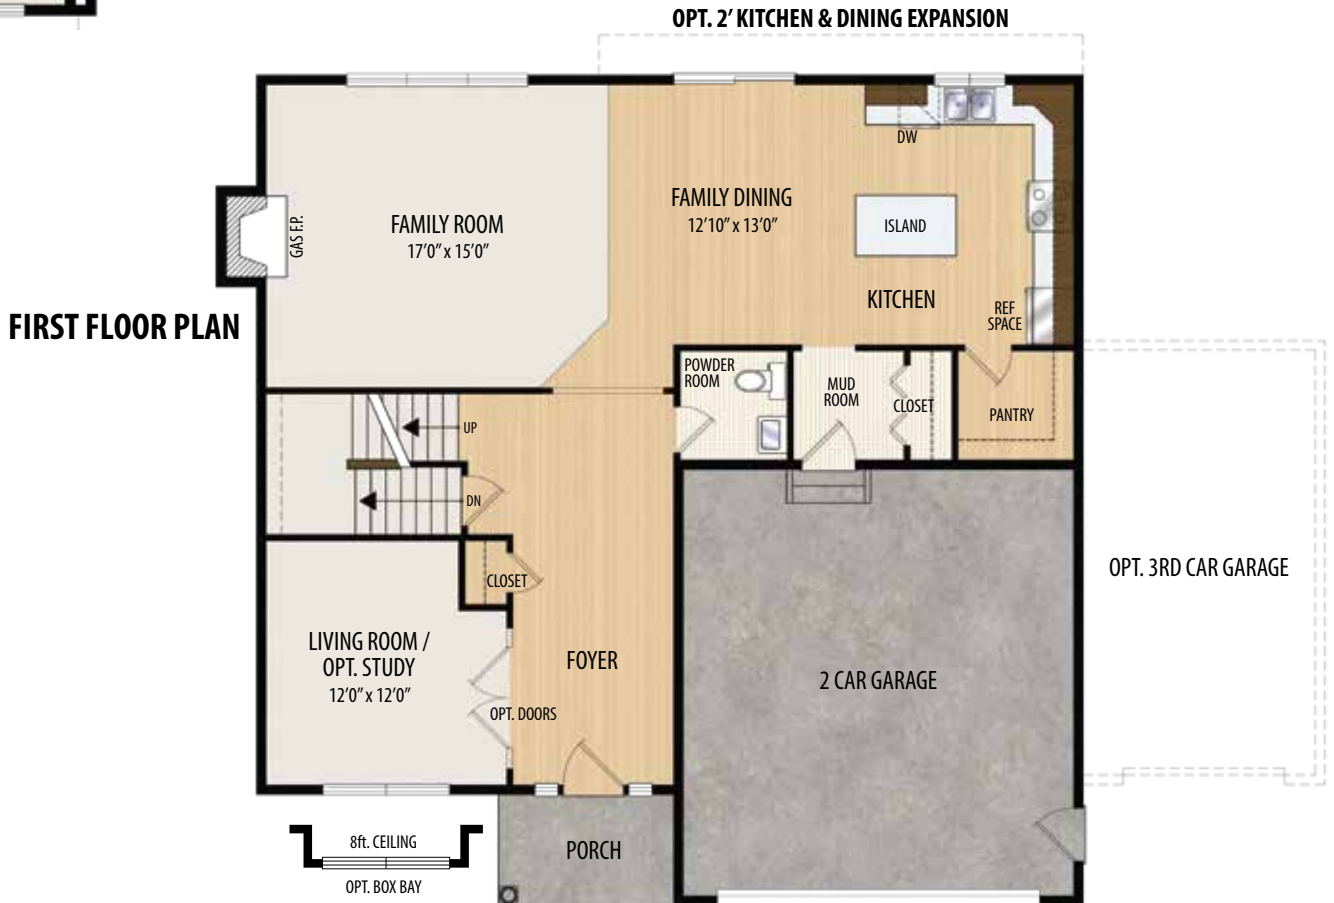 OPT. 2’ KITCHEN & DINING EXPANSION
DW
FAMILY DINING
12’10” x 13’0”
ISLAND
FAMILY ROOM
17’0” x 15’0”
GAS F.P.
KITCHEN
REF
SPACE
FIRST FLOOR PLAN
POWDER
ROOM
MUD
ROOM
CLOSET
PANTRY
UP
DN
CLOSET
OPT. 3RD CAR GARAGE
LIVING ROOM /
OPT. STUDY
12’0” x 12’0”
FOYER
2 CAR GARAGE
OPT. DOORS
8ft. CEILING
OPT. BOX BAY
PORCH